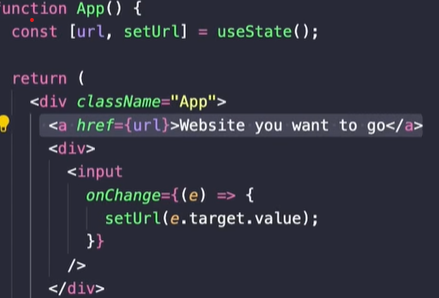 function App() {
const [url, setUrl] = useState();
return (
<div className="App">
<a href={url}>Website you want to go</a>
<div>
<input
onChange={(e) => {
setUrl(e.target.value);
}}
/>
</div>